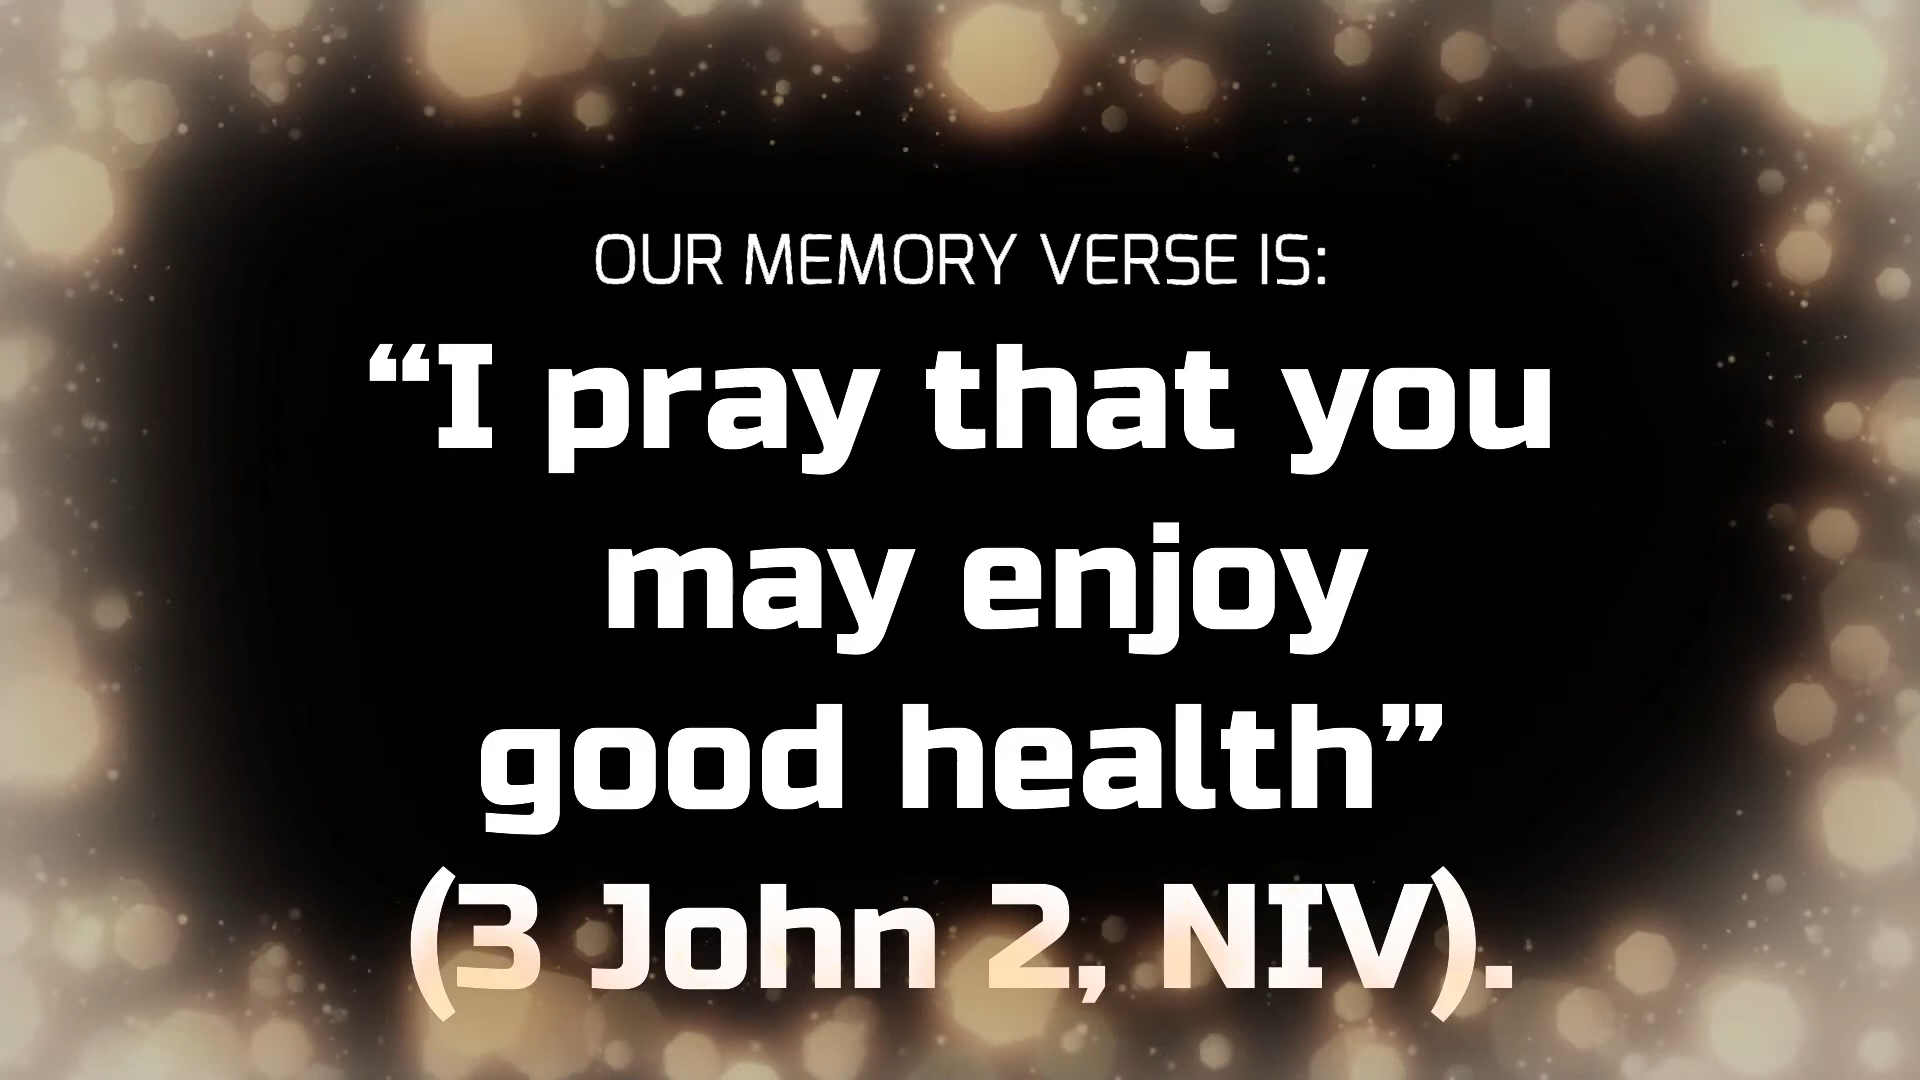 OUR MEMORY VERSE IS:
“I pray that you
may enjoy
good health”
(3 John 2, NIV).